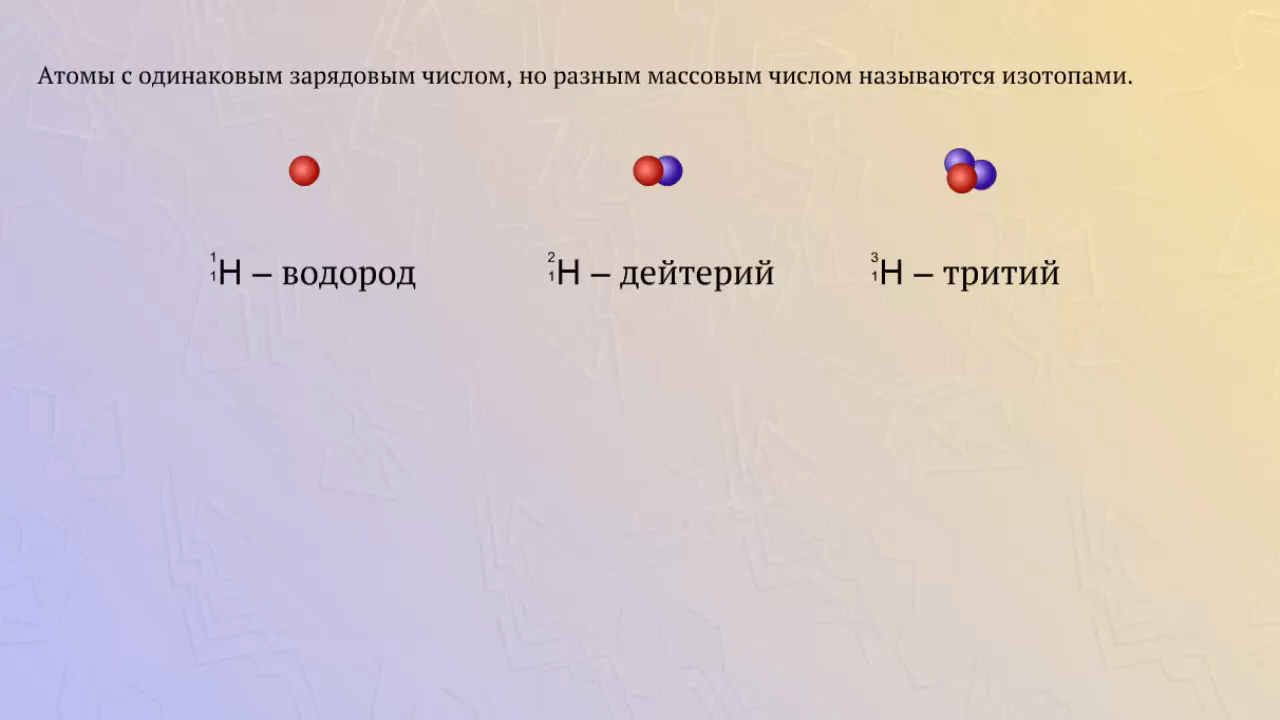 Атомы с одинаковым зарядовым числом, но разным массовым числом называются изотопами.
¹₁H – водород ²₁H – дейтерий ³₁H – тритий